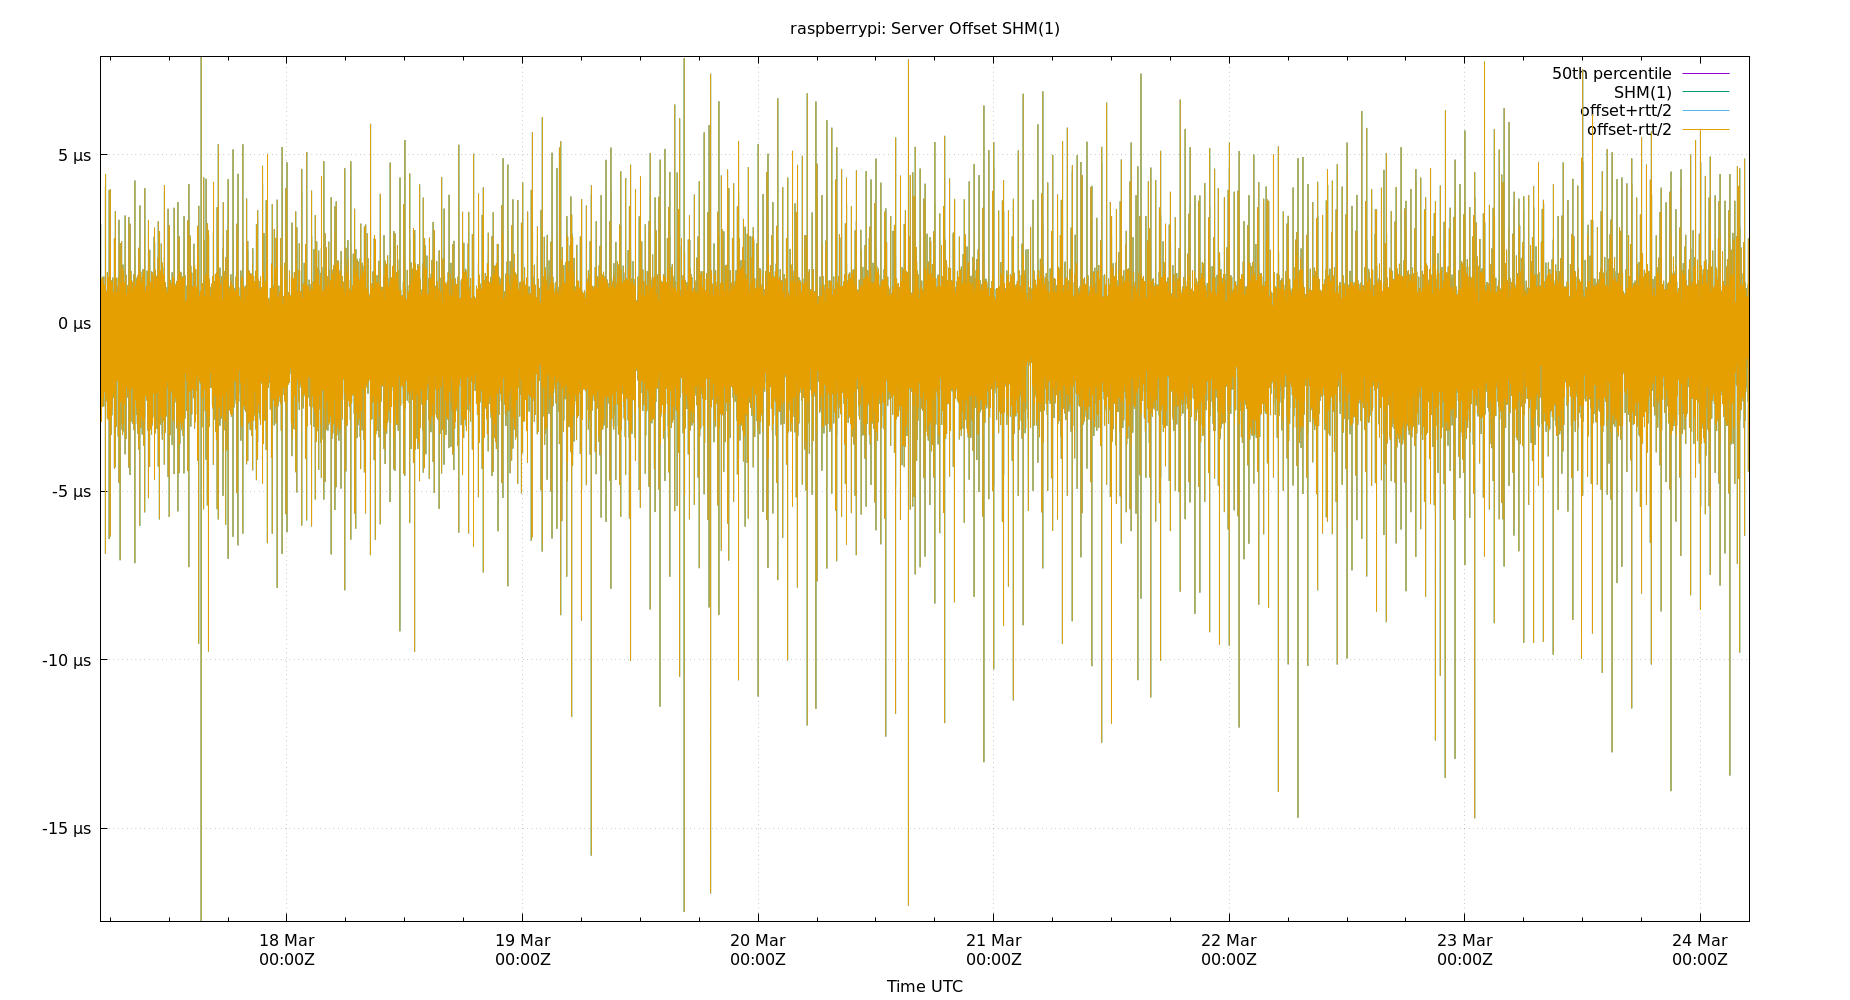 raspberrypi: Server Offset SHM(1)
50th percentile
SHM(1)
offset+rtt/2
offset-rtt/2
5 µs
0 µs
-5 µs
-10 µs
-15 µs
18 Mar 19 Mar 20 Mar 21 Mar 22 Mar 23 Mar 24 Mar
00:00Z 00:00Z 00:00Z 00:00Z 00:00Z 00:00Z 00:00Z
Time UTC